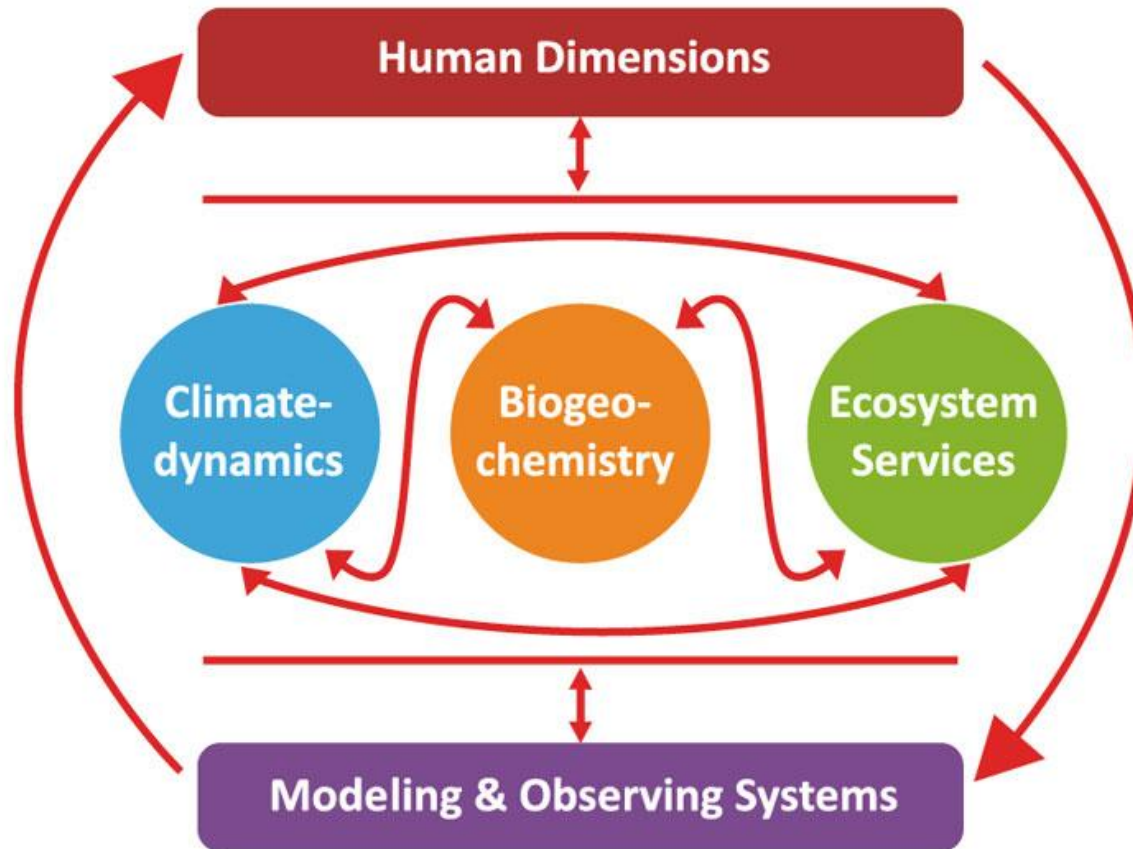 Human Dimensions
Climate-
dynamics
Biogeo-
chemistry
Ecosystem
Services
Modeling & Observing Systems